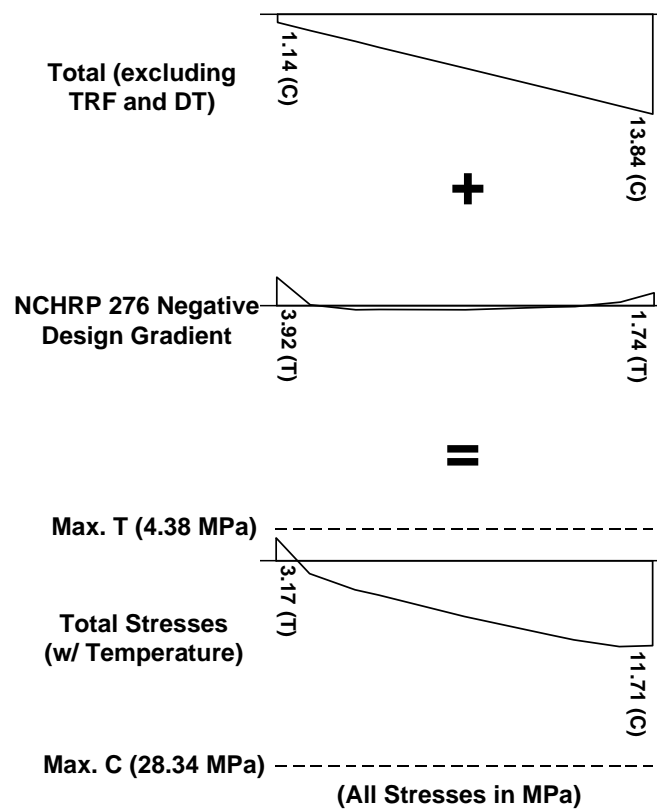 Total (excluding
TRF and DT)
1.14 (C)
13.84 (C)
+
NCHRP 276 Negative
Design Gradient
3.92 (T)
1.74 (T)
=
Max. T (4.38 MPa)
3.17 (T)
Total Stresses
(w/ Temperature)
11.71 (C)
Max. C (28.34 MPa)
(All Stresses in MPa)